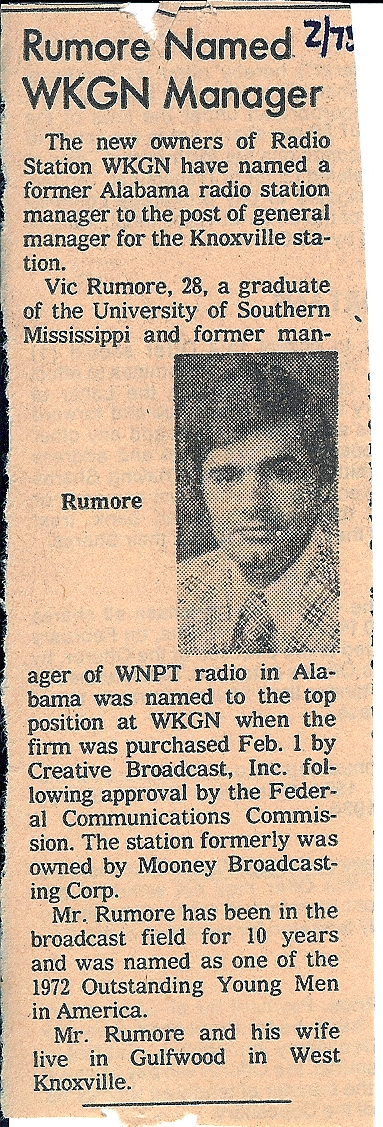 Rumore Named 2/75
WKGN Manager
The new owners of Radio
Station WKGN have named a
former Alabama radio station
manager to the post of general
manager for the Knoxville sta-
tion.
Vic Rumore, 28, a graduate
of the University of Southern
Mississippi and former man-
Rumore
ager of WNPT radio in Ala-
bama was named to the top
position at WKGN when the
firm was purchased Feb. 1 by
Creative Broadcast, Inc. fol-
lowing approval by the Feder-
al Communications Commis-
sion. The station formerly was
owned by Mooney Broadcast-
ing Corp.
Mr. Rumore has been in the
broadcast field for 10 years
and was named as one of the
1972 Outstanding Young Men
in America.
Mr. Rumore and his wife
live in Gulfwood in West
Knoxville.